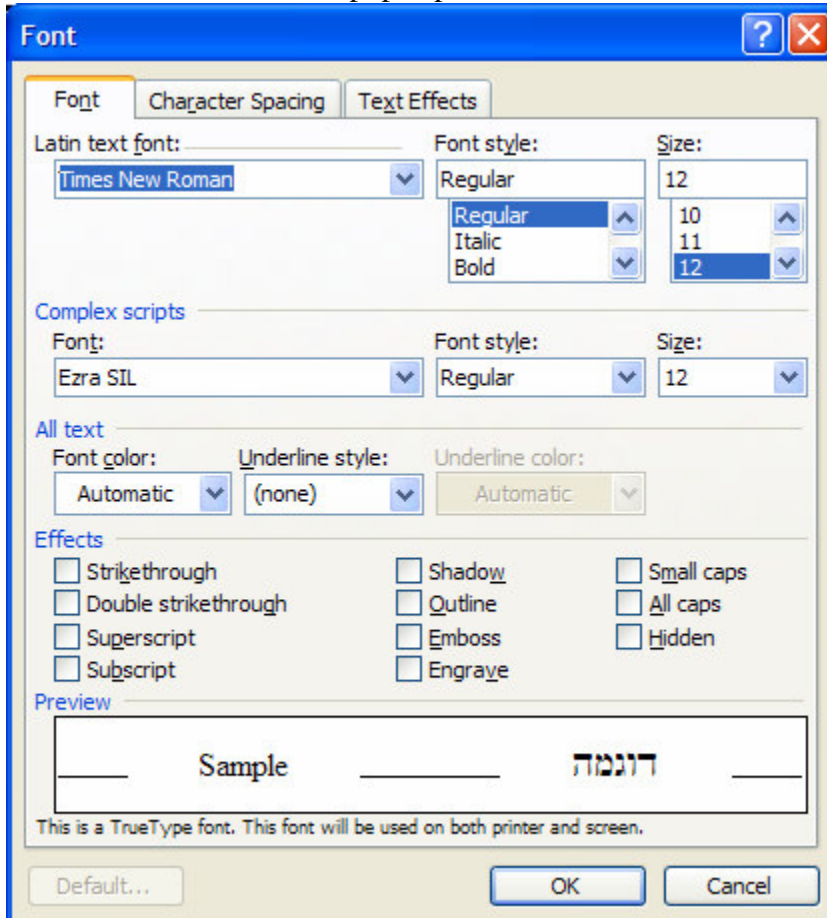 Font
Font Character Spacing Text Effects
Latin text font: Font style: Size:
Times New Roman Regular 12
Regular 10
Italic 11
Bold 12
Complex scripts
Font: Font style: Size:
Ezra SIL Regular 12
All text
Font color: Underline style: Underline color:
Automatic (none) Automatic
Effects
Strikethrough Shadow Small caps
Double strikethrough Outline All caps
Superscript Emboss Hidden
Subscript Engrave
Preview
Sample דוגמה
This is a TrueType font. This font will be used on both printer and screen.
Default... OK Cancel